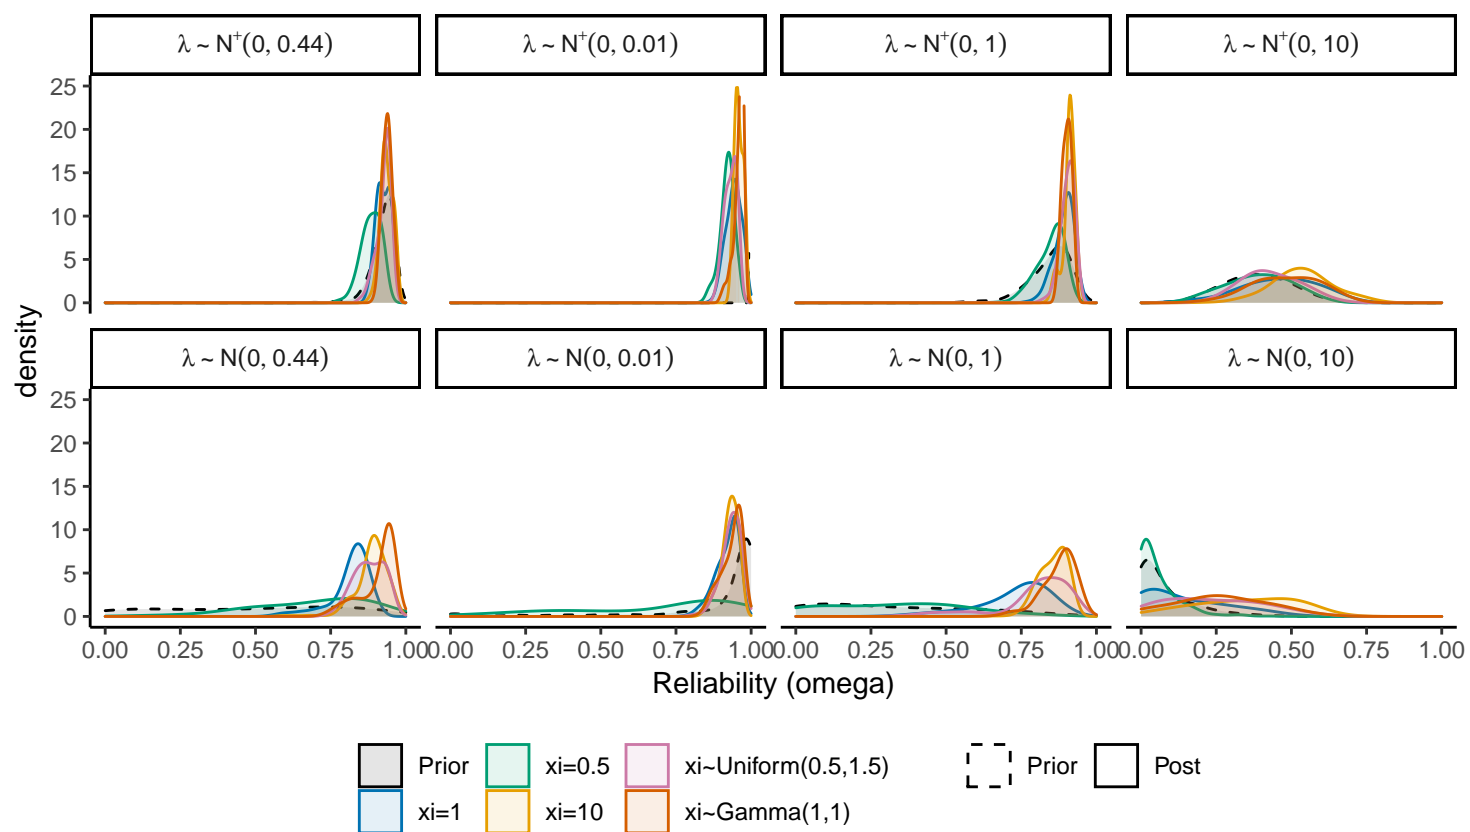 λ ~ N⁺(0, 0.44) λ ~ N⁺(0, 0.01) λ ~ N⁺(0, 1) λ ~ N⁺(0, 10)
25
20
15
10
5
0
density
λ ~ N(0, 0.44) λ ~ N(0, 0.01) λ ~ N(0, 1) λ ~ N(0, 10)
25
20
15
10
5
0
0.00 0.25 0.50 0.75 1.00 0.00 0.25 0.50 0.75 1.00 0.00 0.25 0.50 0.75 1.00 0.00 0.25 0.50 0.75 1.00
Reliability (omega)
Prior xi=0.5 xi~Uniform(0.5,1.5) Prior Post
xi=1 xi=10 xi~Gamma(1,1)